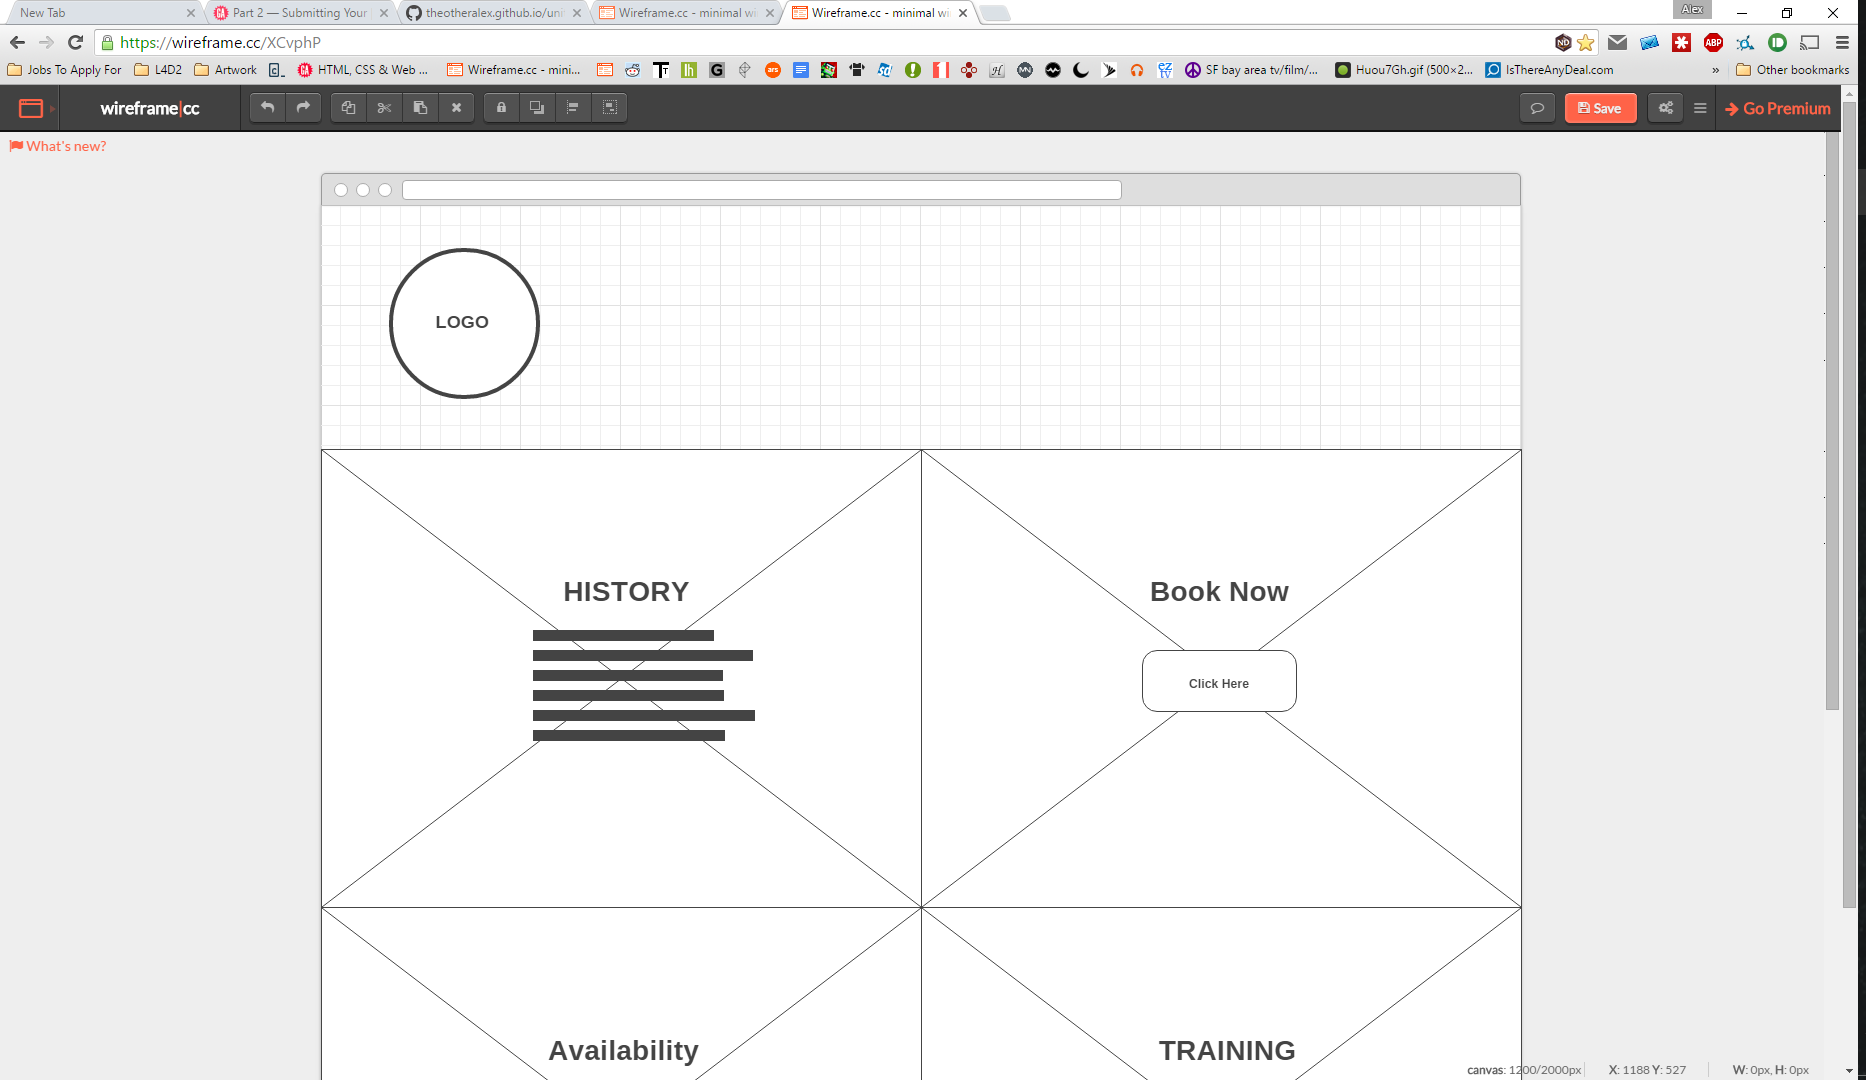 Alex
New Tab
Part 2 — Submitting Your
theotheralex.github.io/uni
Wireframe.cc - minimal wi
Wireframe.cc - minimal wi
https://wireframe.cc/XCvphP
ND
ABP
Jobs To Apply For
L4D2
Artwork
HTML, CSS & Web ...
Wireframe.cc - mini...
SF bay area tv/film/...
Huou7Gh.gif (500×2...
IsThereAnyDeal.com
»
Other bookmarks
wireframe|cc
Save
Go Premium
What's new?
LOGO
HISTORY
Book Now
Click Here
Availability
TRAINING
canvas: 1200/2000px
X: 1188 Y: 527
W: 0px, H: 0px